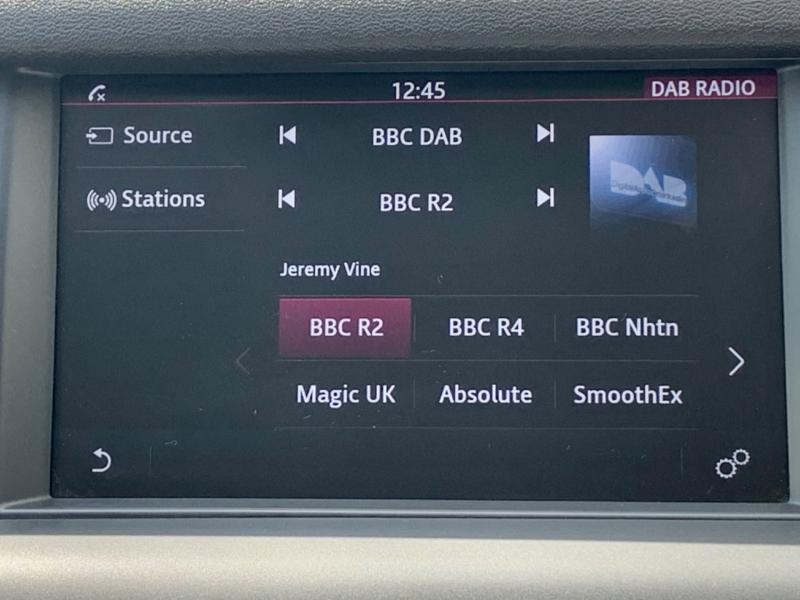 12:45
DAB RADIO
Source
BBC DAB
Stations
BBC R2
DAB
Jeremy Vine
BBC R2
BBC R4
BBC Nhtn
Magic UK
Absolute
SmoothEx